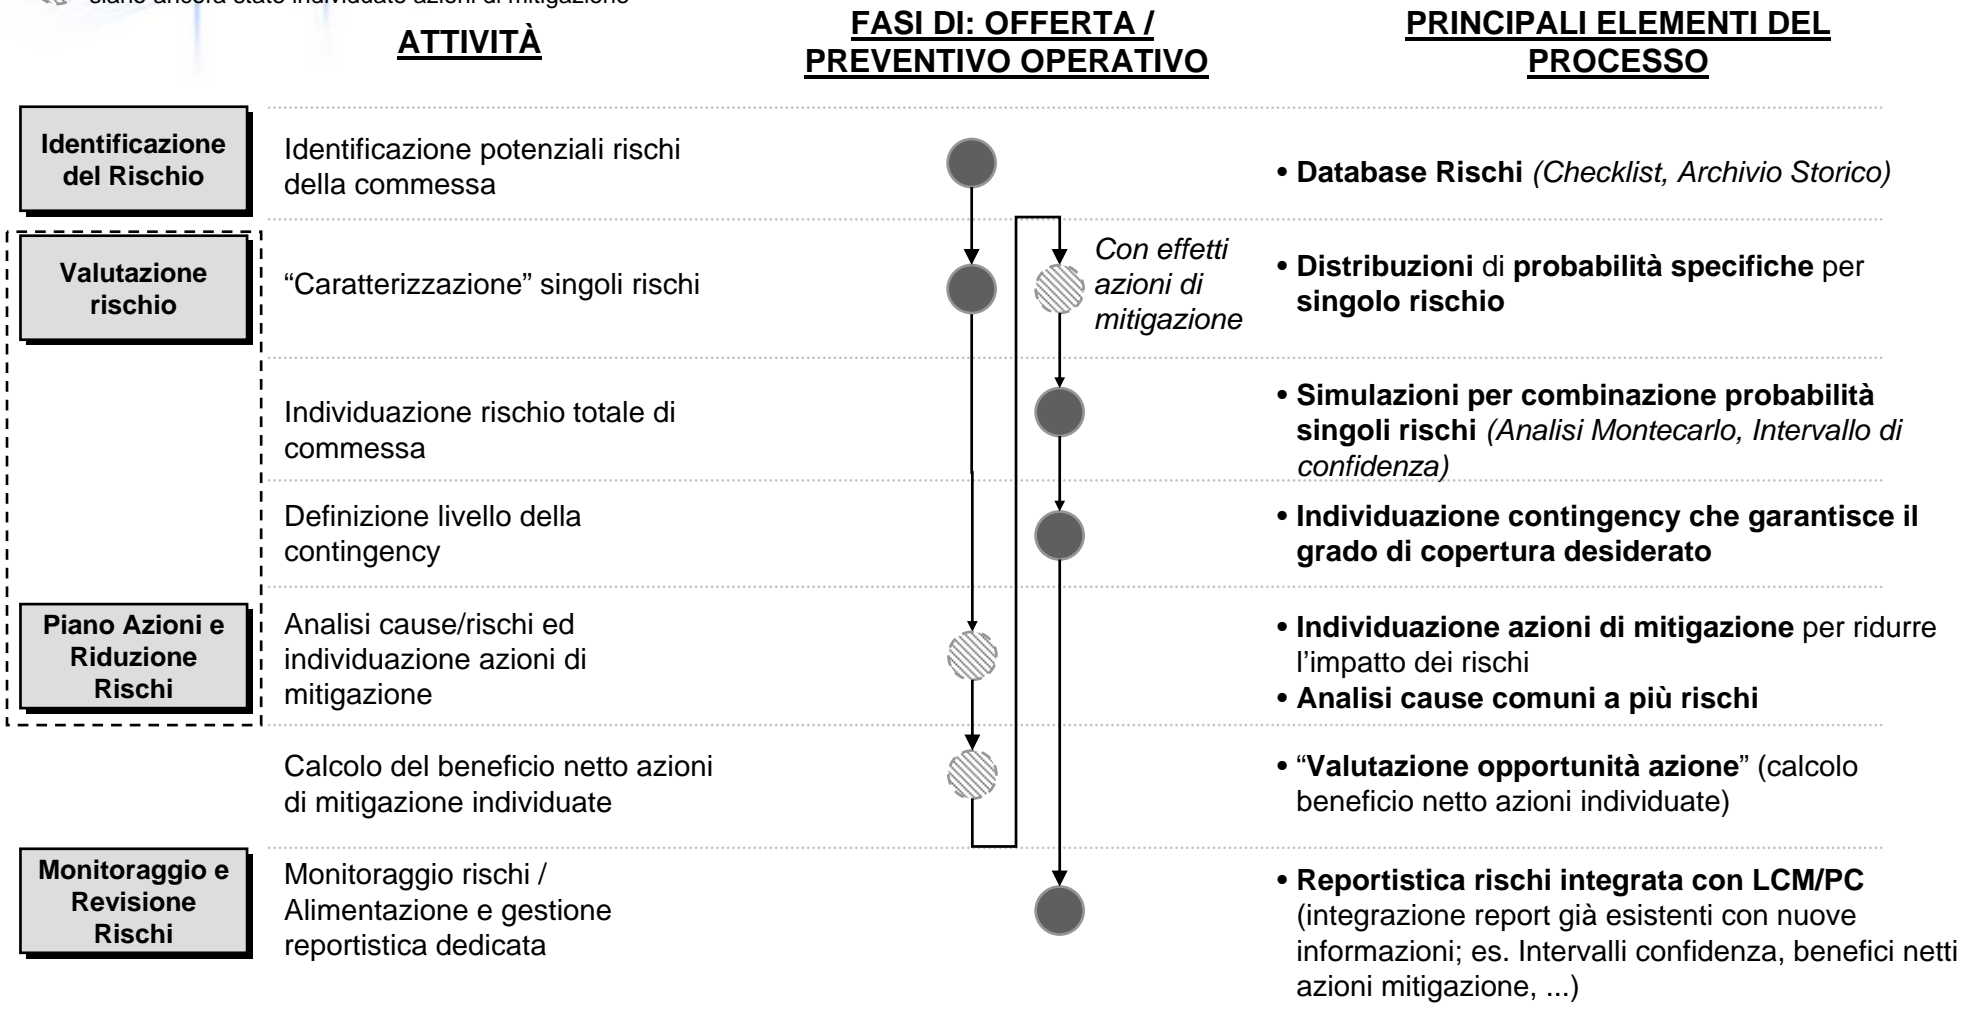 siano ancora state individuate azioni di mitigazione
ATTIVITÀ
FASI DI: OFFERTA /
PREVENTIVO OPERATIVO
PRINCIPALI ELEMENTI DEL
PROCESSO
Identificazione
del Rischio
Identificazione potenziali rischi
della commessa
• Database Rischi (Checklist, Archivio Storico)
Valutazione
rischio
“Caratterizzazione” singoli rischi
Con effetti
azioni di
mitigazione
• Distribuzioni di probabilità specifiche per
singolo rischio
Individuazione rischio totale di
commessa
• Simulazioni per combinazione probabilità
singoli rischi (Analisi Montecarlo, Intervallo di
confidenza)
Definizione livello della
contingency
• Individuazione contingency che garantisce il
grado di copertura desiderato
Piano Azioni e
Riduzione
Rischi
Analisi cause/rischi ed
individuazione azioni di
mitigazione
• Individuazione azioni di mitigazione per ridurre
l’impatto dei rischi
• Analisi cause comuni a più rischi
Calcolo del beneficio netto azioni
di mitigazione individuate
• “Valutazione opportunità azione” (calcolo
beneficio netto azioni individuate)
Monitoraggio e
Revisione
Rischi
Monitoraggio rischi /
Alimentazione e gestione
reportistica dedicata
• Reportistica rischi integrata con LCM/PC
(integrazione report già esistenti con nuove
informazioni; es. Intervalli confidenza, benefici netti
azioni mitigazione, ...)